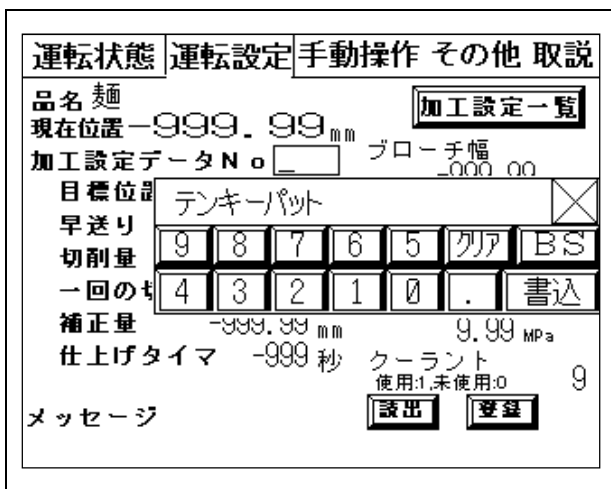 運転状態 運転設定 手動操作 その他 取説
品名 麺
加工設定一覧
現在位置 -999.99 mm
加工設定データNo _
ブローチ幅
目標位置
テンキーパット
早送り
9 8 7 6 5 クリア BS
切削量
一回の切
4 3 2 1 0 . 書込
補正量 -999.99 mm 9.99 MPa
仕上げタイマ -999 秒
クーラント
使用:1,未使用:0 9
メッセージ
読出 登録